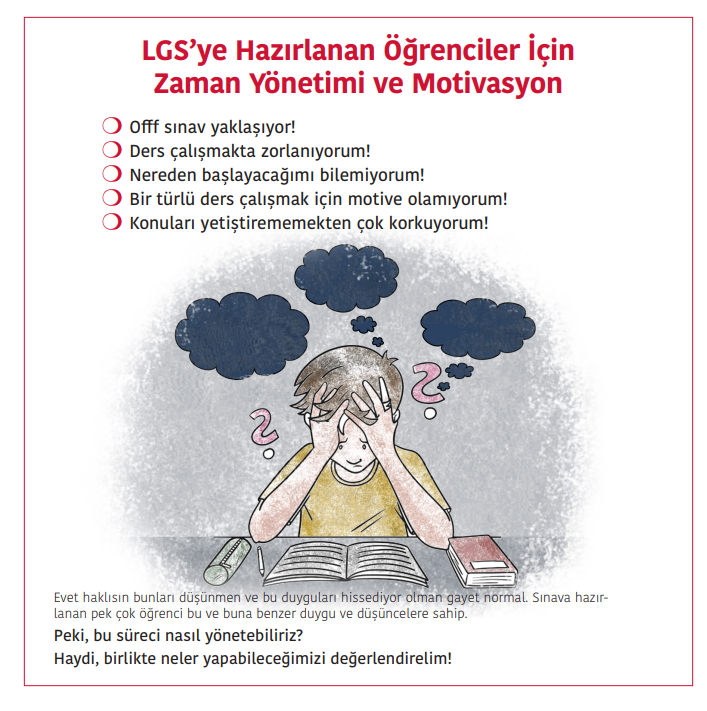 LGS’ye Hazırlanan Öğrenciler İçin
Zaman Yönetimi ve Motivasyon
Offf sınav yaklaşıyor!
Ders çalışmakta zorlanıyorum!
Nereden başlayacağımı bilemiyorum!
Bir türlü ders çalışmak için motive olamıyorum!
Konuları yetiştirememekten çok korkuyorum!
Evet haklısın bunları düşünmen ve bu duyguları hissediyor olman gayet normal. Sınava hazır-
lanan pek çok öğrenci bu ve buna benzer duygu ve düşüncelere sahip.
Peki, bu süreci nasıl yönetebiliriz?
Haydi, birlikte neler yapabileceğimizi değerlendirelim!